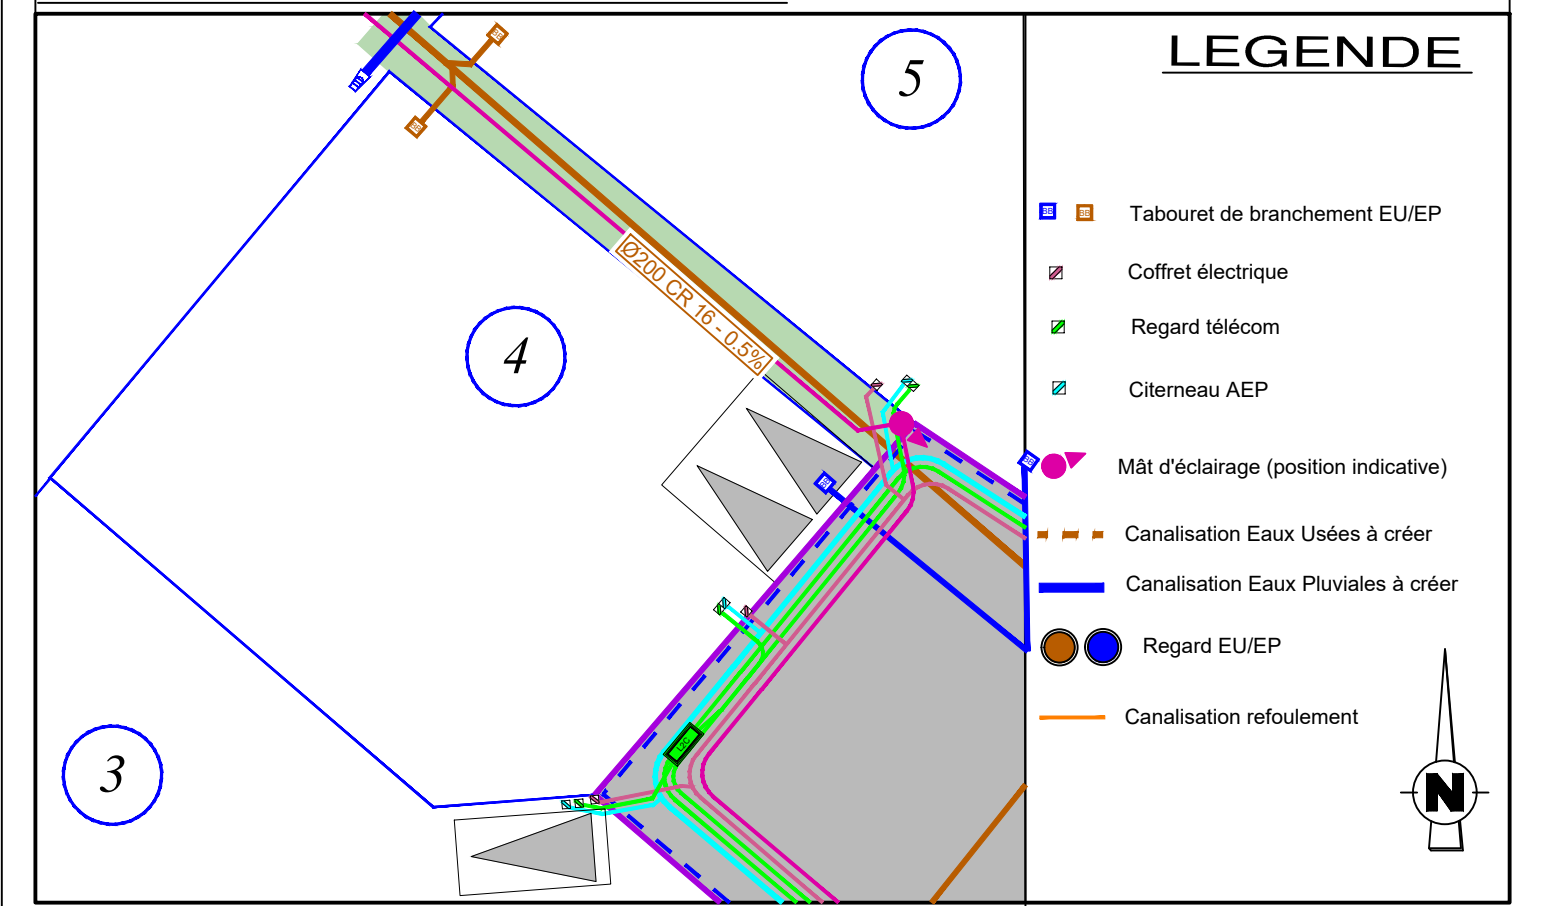 LEGENDE
5
Tabouret de branchement EU/EP
Coffret électrique
Regard télécom
Citerneau AEP
Mât d'éclairage (position indicative)
Canalisation Eaux Usées à créer
Canalisation Eaux Pluviales à créer
Regard EU/EP
Canalisation refoulement
N
Ø200 CR 16 - 0.5%
4
3
L2C